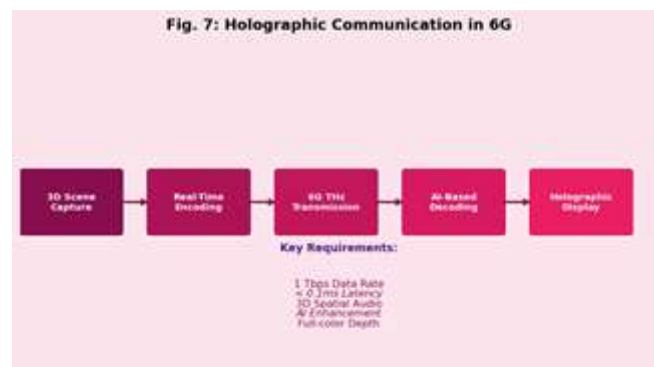 Fig. 7: Holographic Communication in 6G
3D Scene
Capture
Real-Time
Encoding
6G THz
Transmission
AI-Based
Decoding
Holographic
Display
Key Requirements:
1 Tbps Data Rate
< 0.1ms Latency
3D Spatial Audio
AI Enhancement
Full-color Depth